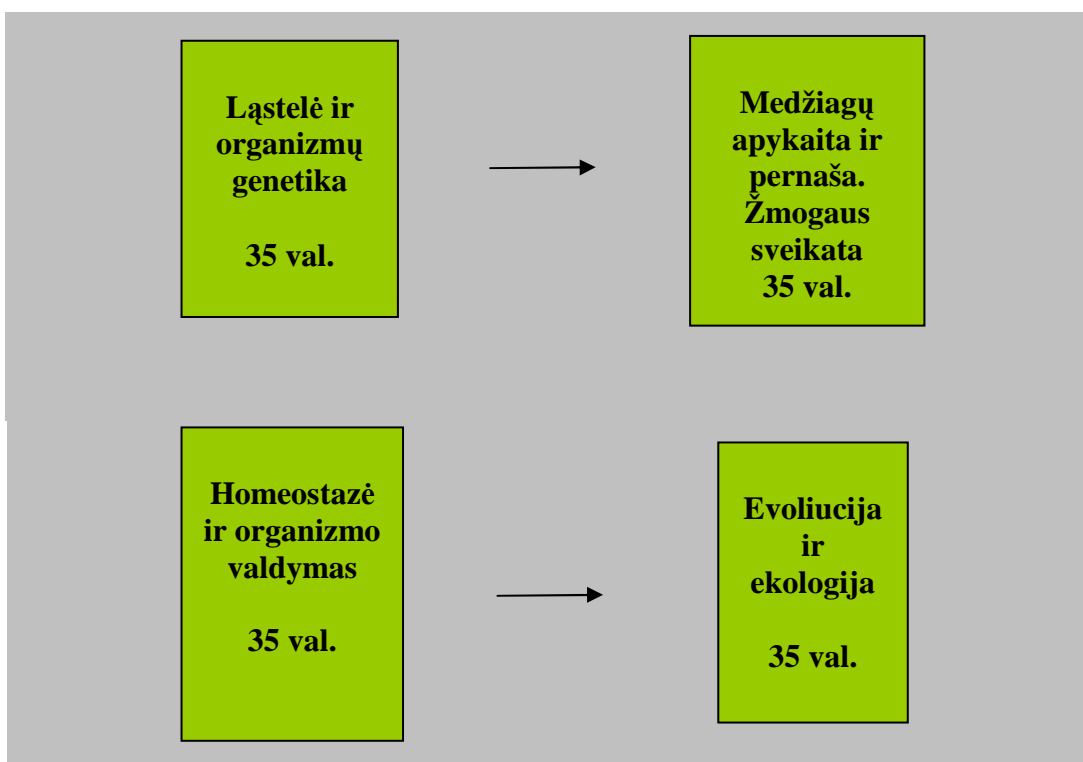 Ląstelė ir
organizmų
genetika
35 val.
Medžiagų
apykaita ir
pernaša.
Žmogaus
sveikata
35 val.
Homeostazė
ir organizmo
valdymas
35 val.
Evoliucija
ir
ekologija
35 val.